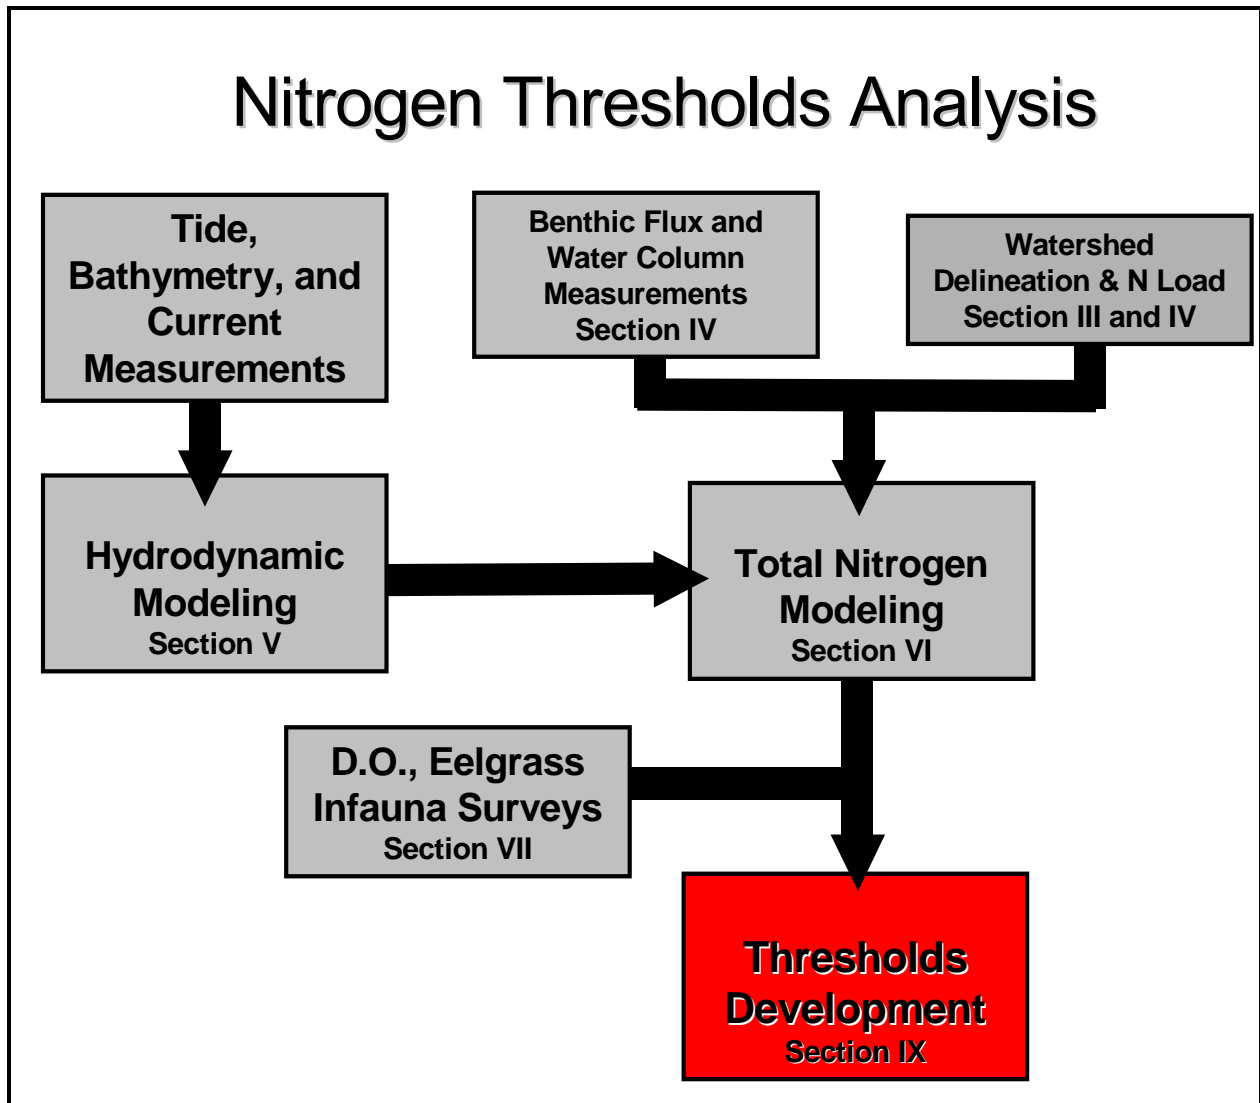 Nitrogen Thresholds Analysis
Tide,
Bathymetry, and
Current
Measurements
Benthic Flux and
Water Column
Measurements
Section IV
Watershed
Delineation & N Load
Section III and IV
Hydrodynamic
Modeling
Section V
Total Nitrogen
Modeling
Section VI
D.O., Eelgrass
Infauna Surveys
Section VII
Thresholds
Development
Section IX